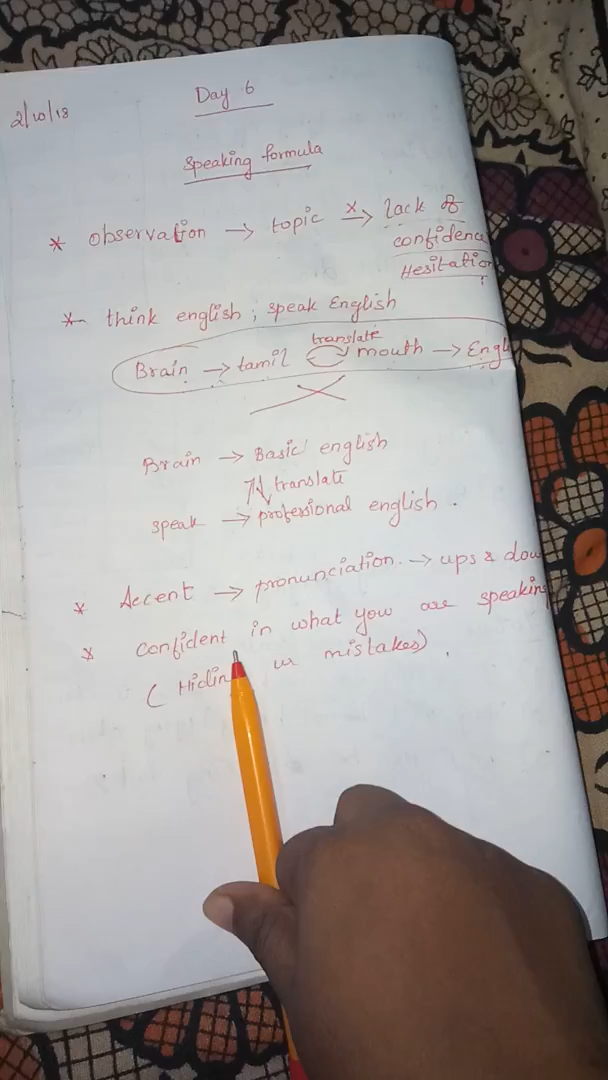 2/10/18
Day 6
Speaking formula
* Observation → topic x→ lack of
confidence
Hesitation
* think english ; speak English
translate
Brain → tamil mouth → Engl
Brain → Basic english
translate
speak → professional english .
* Accent → pronunciation. → ups & dow
* Confident in what you are speaking
( Hidin ur mistakes) .